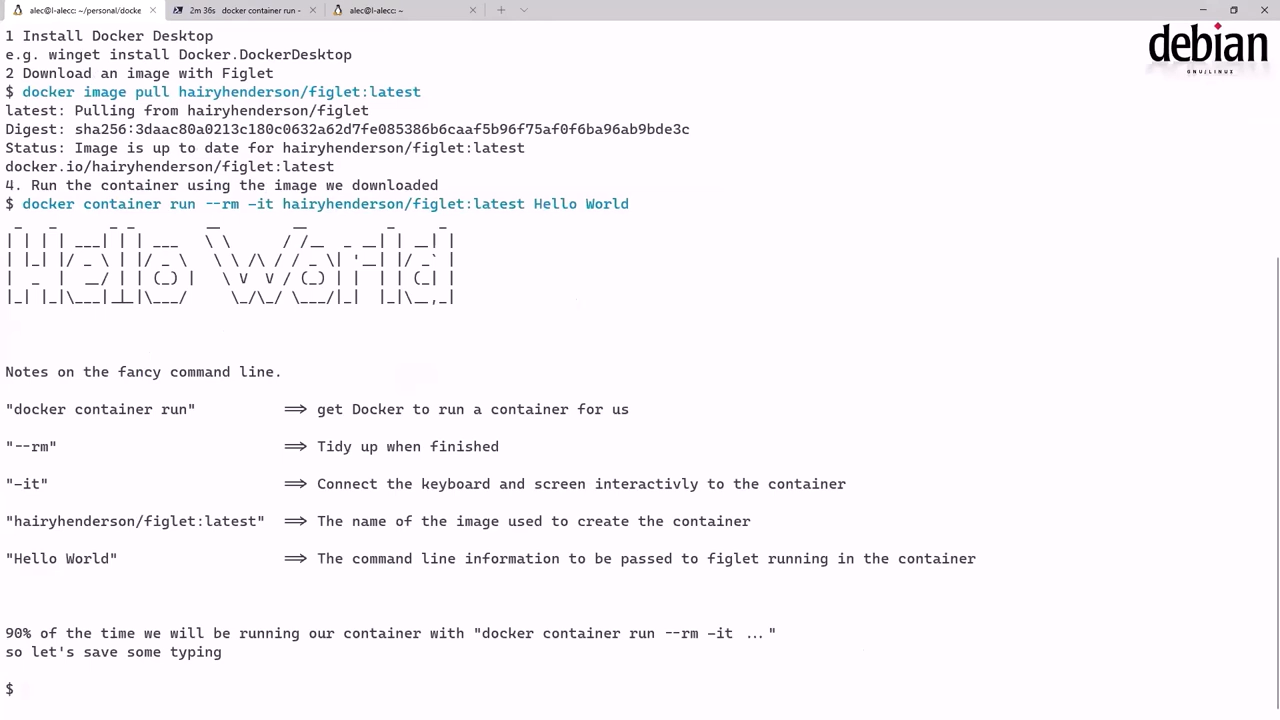 alec@l-alecc: ~/personal/docke
2m 36s docker container run -
alec@l-alecc: ~
debian
GNU/LINUX
1 Install Docker Desktop
e.g. winget install Docker.DockerDesktop
2 Download an image with Figlet
$ docker image pull hairyhenderson/figlet:latest
latest: Pulling from hairyhenderson/figlet
Digest: sha256:3daac80a0213c180c0632a62d7fe085386b6caaf5b96f75af0f6ba96ab9bde3c
Status: Image is up to date for hairyhenderson/figlet:latest
docker.io/hairyhenderson/figlet:latest
4. Run the container using the image we downloaded
$ docker container run --rm -it hairyhenderson/figlet:latest Hello World
Hello World
Notes on the fancy command line.
"docker container run" ==> get Docker to run a container for us
"--rm" ==> Tidy up when finished
"-it" ==> Connect the keyboard and screen interactivly to the container
"hairyhenderson/figlet:latest" ==> The name of the image used to create the container
"Hello World" ==> The command line information to be passed to figlet running in the container
90% of the time we will be running our container with "docker container run --rm -it ..."
so let's save some typing
$